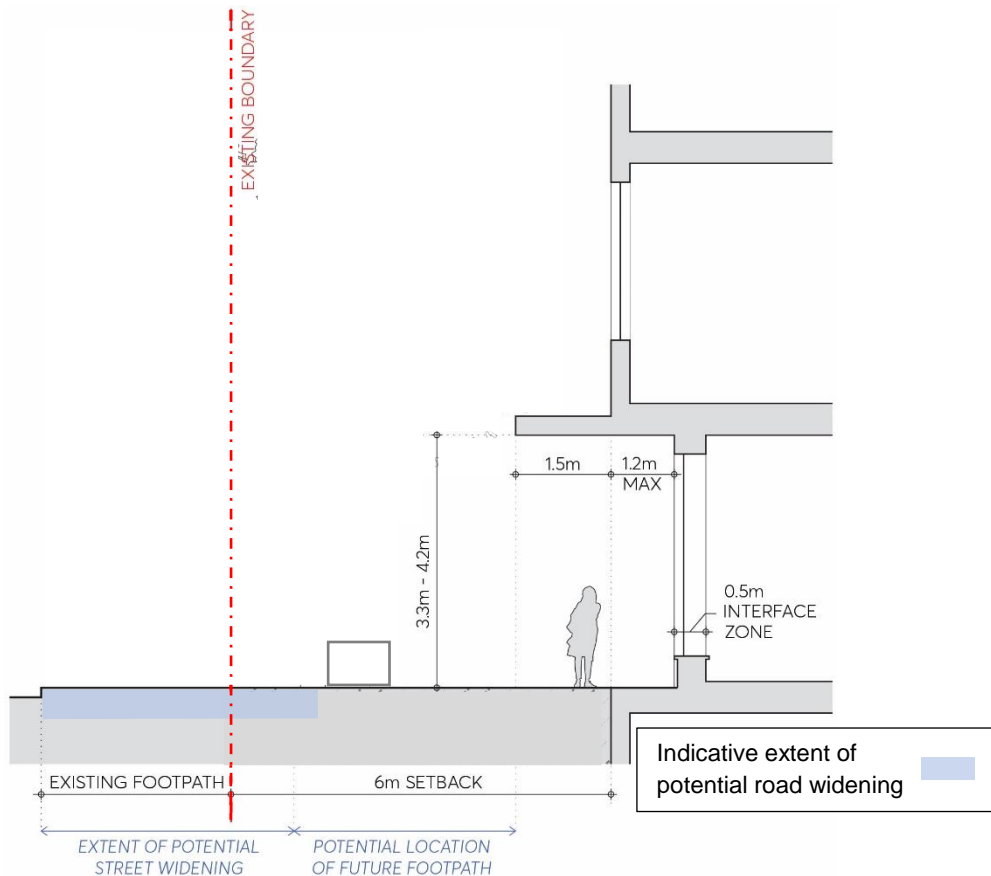 EXISTING BOUNDARY
1.5m
1.2m
MAX
3.3m - 4.2m
0.5m
INTERFACE
ZONE
Indicative extent of
potential road widening
EXISTING FOOTPATH
6m SETBACK
EXTENT OF POTENTIAL
STREET WIDENING
POTENTIAL LOCATION
OF FUTURE FOOTPATH